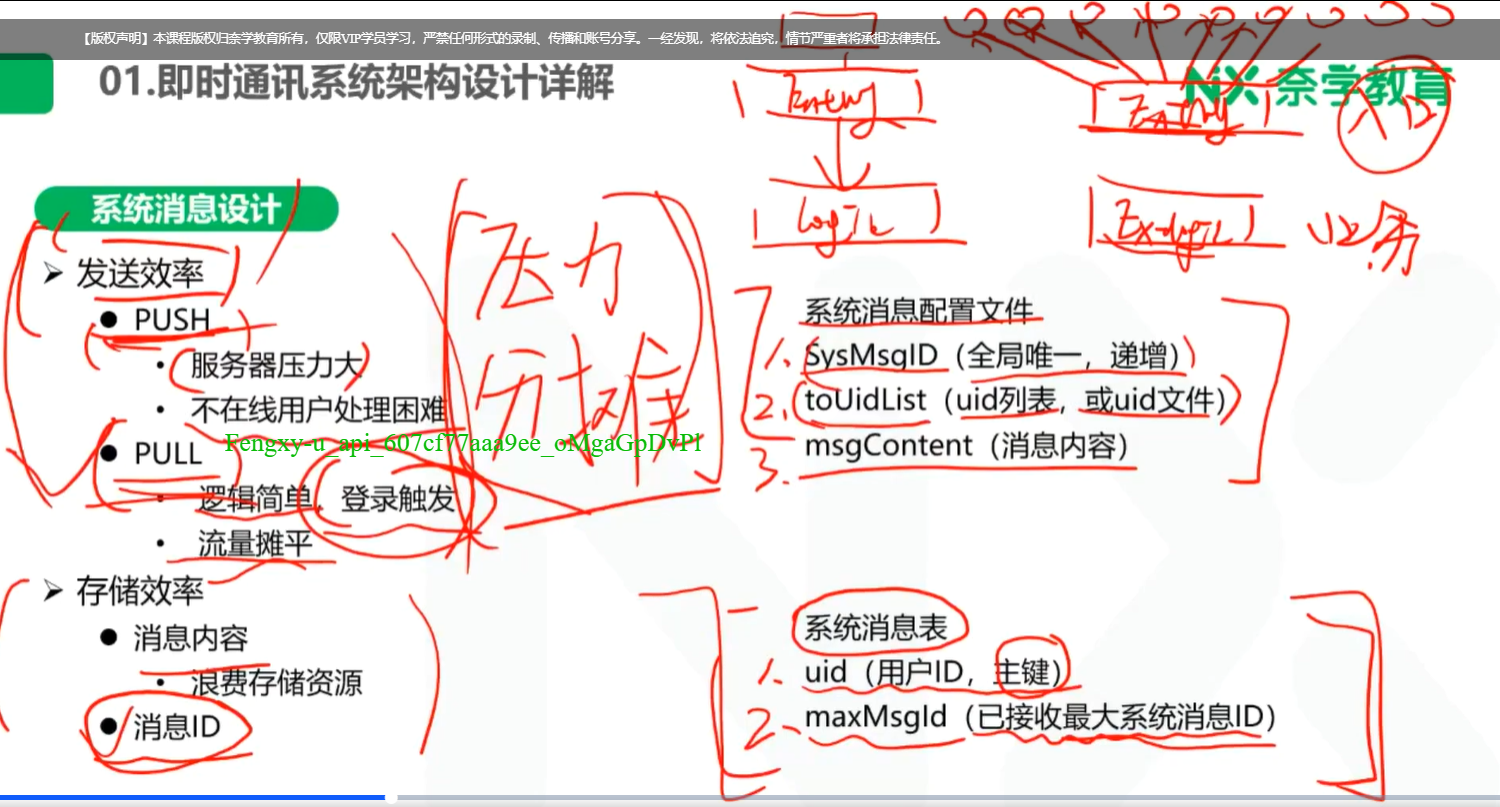 【版权声明】本课程版权归奈学教育所有，仅限VIP学员学习，严禁任何形式的录制、传播和账号分享。一经发现，将依法追究，情节严重者将承担法律责任。
01.即时通讯系统架构设计详解
NX 奈学教育
Entry
Entry
入口
Logic
Ex-logic
业务
系统消息设计
发送效率
PUSH
服务器压力大
不在线用户处理困难
Fengxy-u_api_607cf77aaa9ee_oMgaGpDvPl
PULL
逻辑简单，登录触发
流量摊平
存储效率
消息内容
浪费存储资源
消息ID
压力
分摊
系统消息配置文件
1、SysMsgID（全局唯一，递增）
2、toUidList（uid列表，或uid文件）
3. msgContent（消息内容）
系统消息表
1、uid（用户ID，主键）
2、maxMsgId（已接收最大系统消息ID）